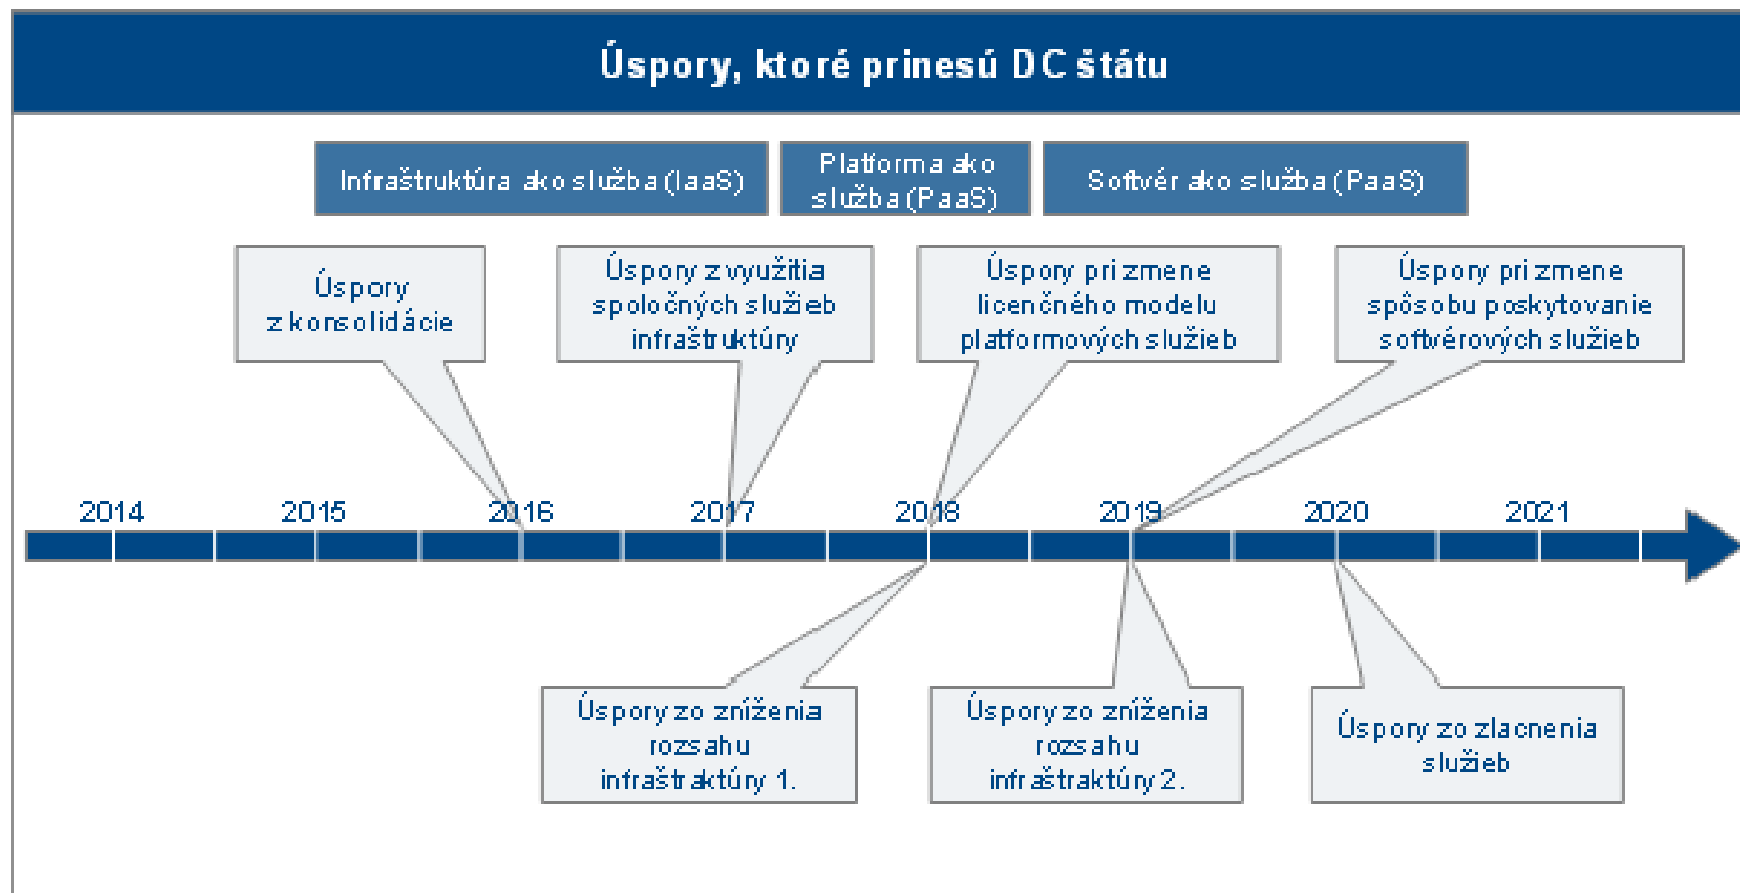 Úspory, ktoré prinesú DC štátu
Infraštruktúra ako služba (IaaS)
Platforma ako
služba (PaaS)
Softvér ako služba (PaaS)
Úspory
z konsolidácie
Úspory z využitia
spoločných služieb
infraštruktúry
Úspory pri zmene
licenčného modelu
platformových služieb
Úspory pri zmene
spôsobu poskytovanie
softvérových služieb
2014
2015
2016
2017
2018
2019
2020
2021
Úspory zo zníženia
rozsahu
infraštraktúry 1.
Úspory zo zníženia
rozsahu
infraštraktúry 2.
Úspory zo zlacnenia
služieb